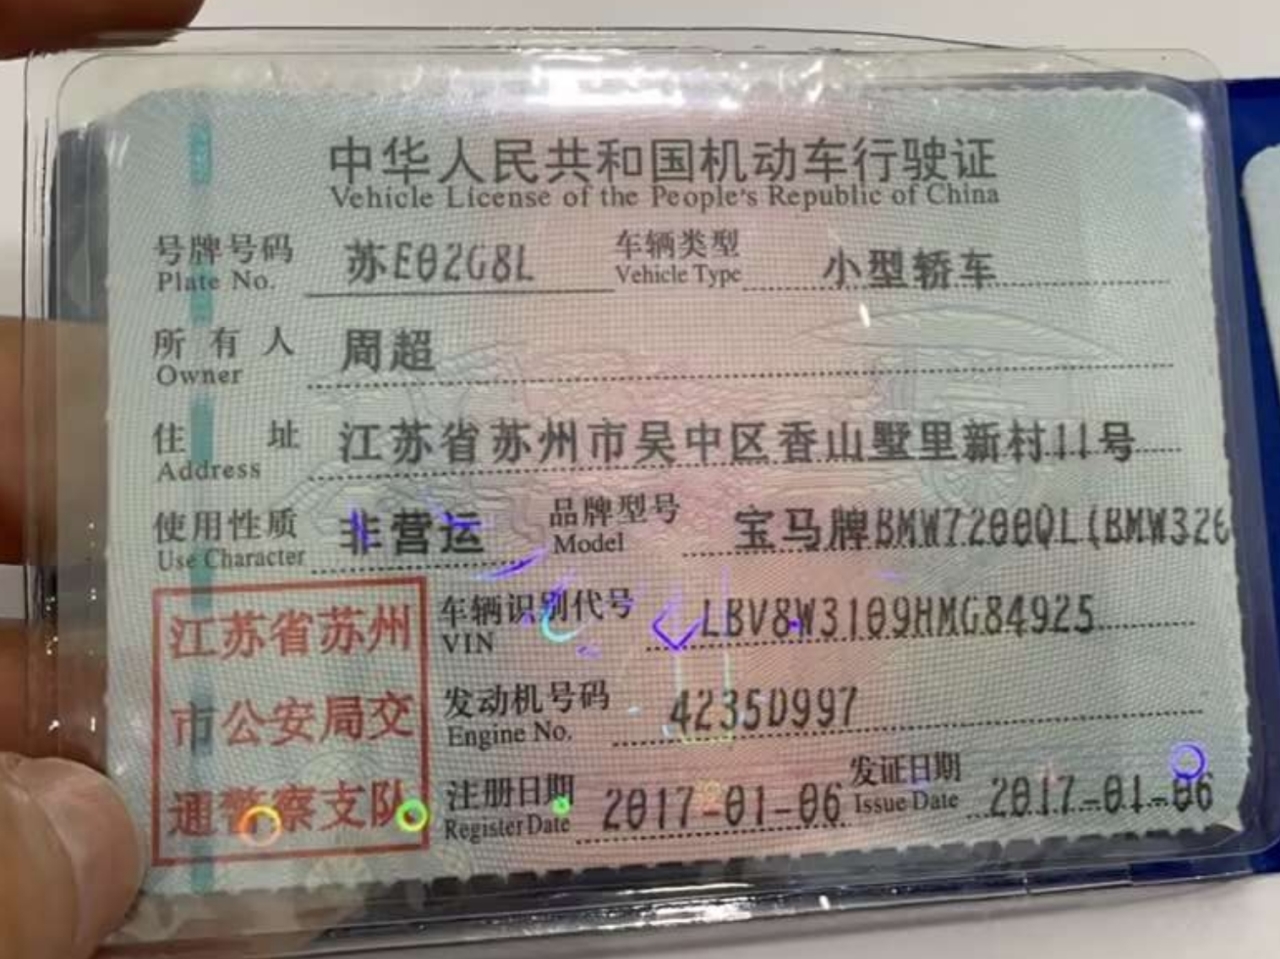 中华人民共和国机动车行驶证
Vehicle License of the People's Republic of China
号牌号码 苏E02G8L 车辆类型 小型轿车
Plate No. Vehicle Type
所有人 周超
Owner
住址 江苏省苏州市吴中区香山墅里新村11号
Address
使用性质 非营运 品牌型号 宝马牌BMW7200QL(BMW320
Use Character Model
江苏省苏州
市公安局交
通警察支队
车辆识别代号 LBV8W3109HMG84925
VIN
发动机号码 4235D997
Engine No.
注册日期 2017-01-06 发证日期 2017-01-06
Register Date Issue Date